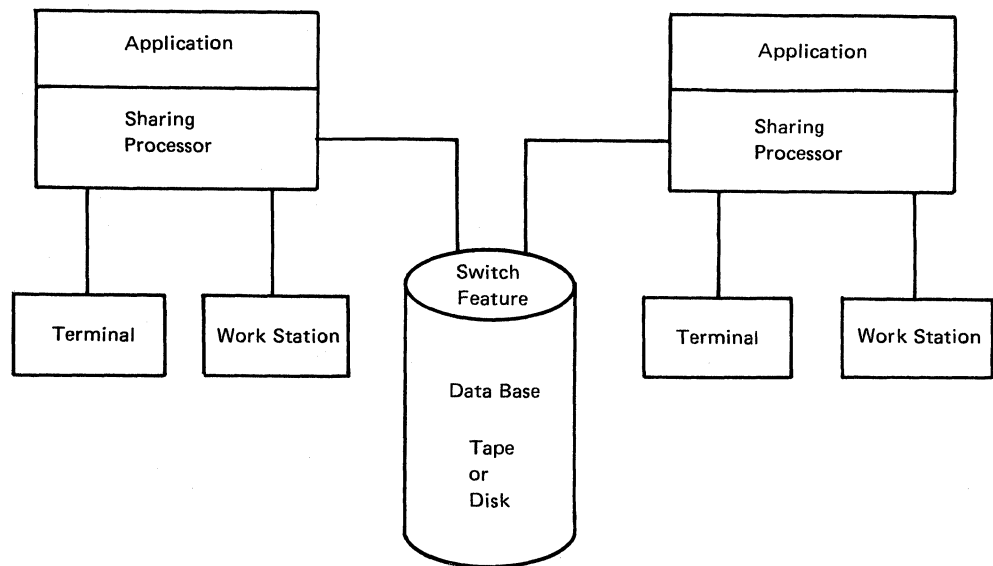 Application
Sharing
Processor
Application
Sharing
Processor
Switch
Feature
Terminal
Work Station
Data Base
Tape
or
Disk
Terminal
Work Station